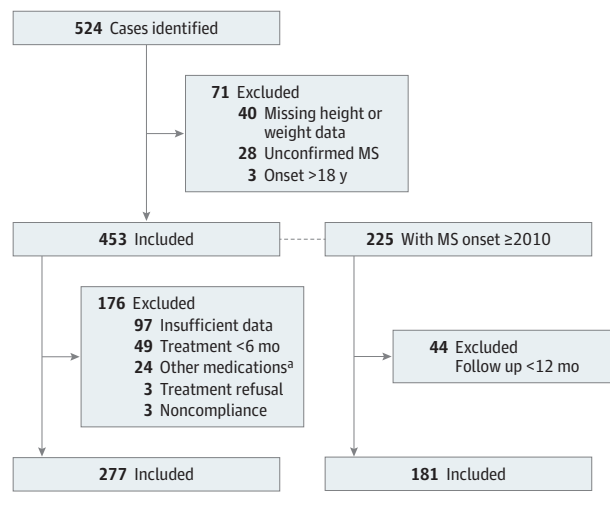 524 Cases identified
71 Excluded
40 Missing height or
weight data
28 Unconfirmed MS
3 Onset >18 y
453 Included
225 With MS onset ≥2010
176 Excluded
97 Insufficient data
49 Treatment <6 mo
24 Other medicationsᵃ
3 Treatment refusal
3 Noncompliance
44 Excluded
Follow up <12 mo
277 Included
181 Included